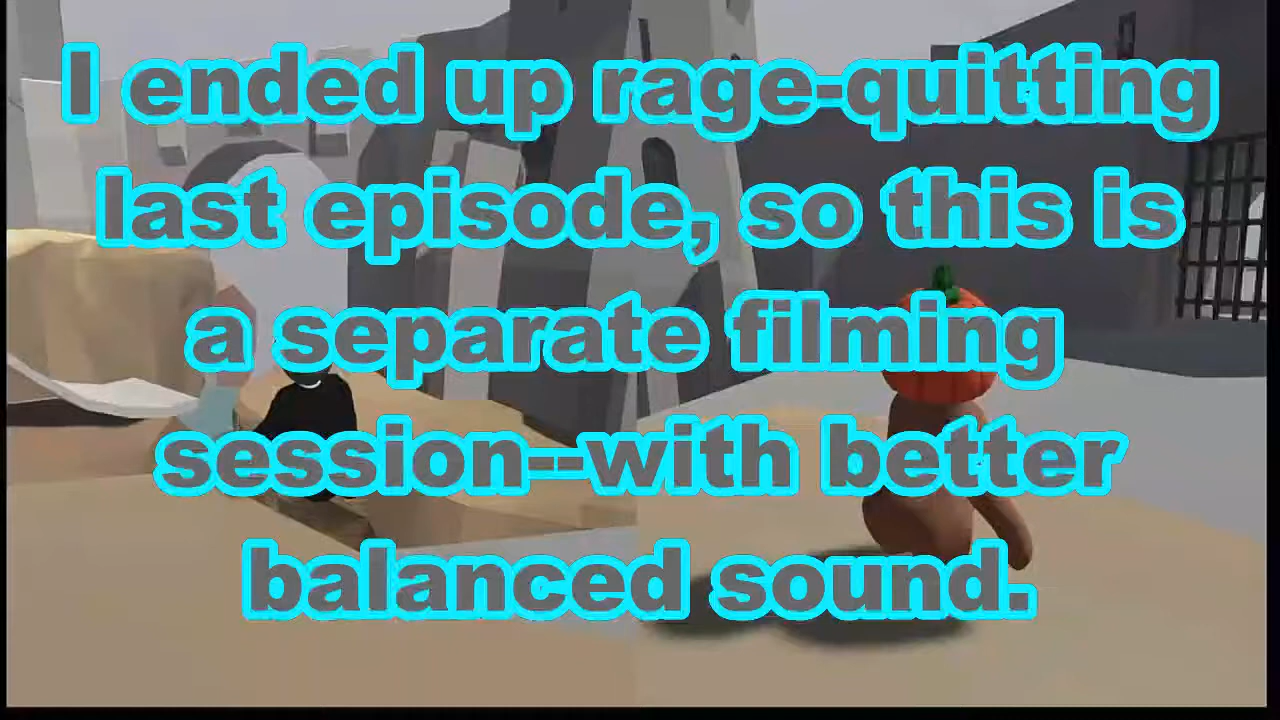 I ended up rage-quitting
last episode, so this is
a separate filming
session--with better
balanced sound.